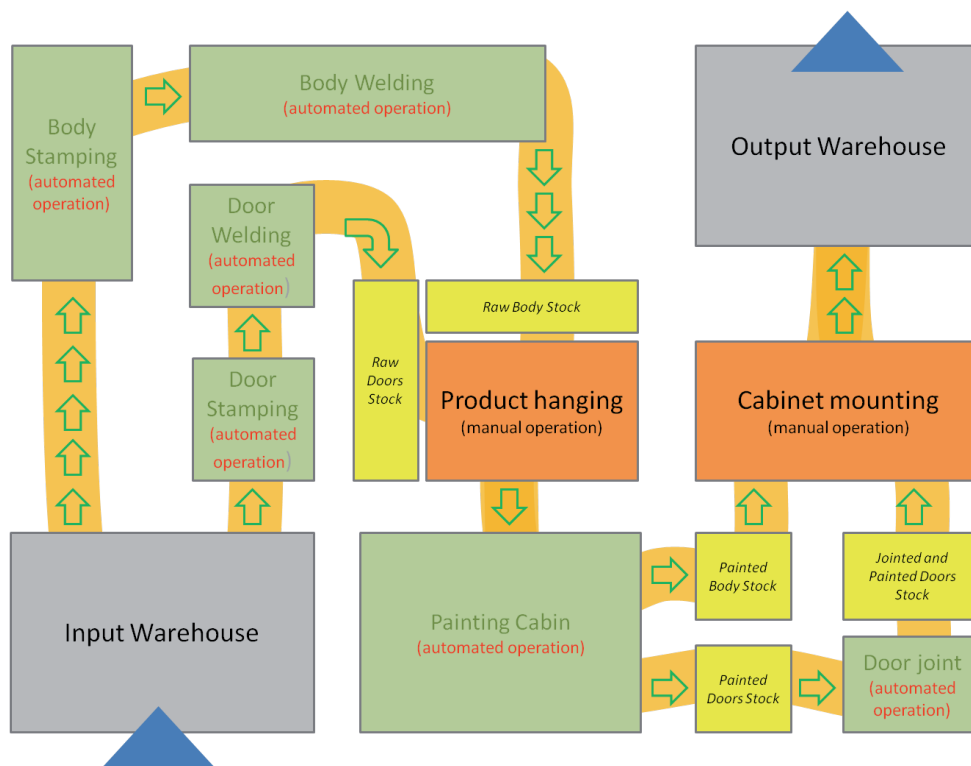 Body
Stamping
(automated
operation)
Body Welding
(automated operation)
Output Warehouse
Door
Welding
(automated
operation)
Raw Body Stock
Raw
Doors
Stock
Door
Stamping
(automated
operation)
Product hanging
(manual operation)
Cabinet mounting
(manual operation)
Input Warehouse
Painting Cabin
(automated operation)
Painted
Body Stock
Jointed and
Painted Doors
Stock
Painted
Doors Stock
Door joint
(automated
operation)